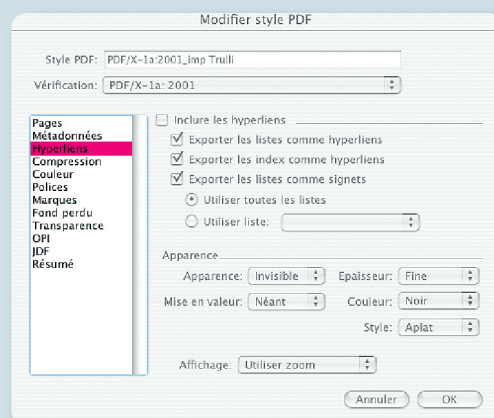 Modifier style PDF
Style PDF: PDF/X-1a:2001_imp Trulli
Vérification: PDF/X-1a: 2001
Pages
Métadonnées
Hyperliens
Compression
Couleur
Polices
Marques
Fond perdu
Transparence
OPI
JDF
Résumé
Inclure les hyperliens
Exporter les listes comme hyperliens
Exporter les index comme hyperliens
Exporter les listes comme signets
Utiliser toutes les listes
Utiliser liste:
Apparence
Apparence: Invisible Epaisseur: Fine
Mise en valeur: Néant Couleur: Noir
Style: Aplat
Affichage: Utiliser zoom
Annuler OK